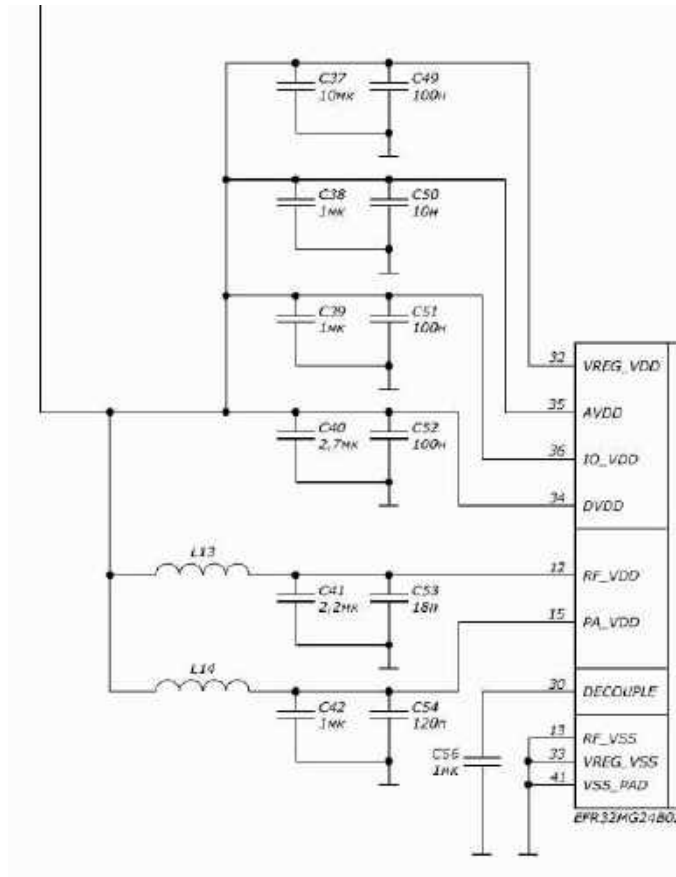 C37 C49
10мк 100н
C38 C50
1мк 10н
C39 C51
1мк 100н
32 VREG_VDD
35 AVDD
C40 C52
2,7мк 100н
36 IO_VDD
34 DVDD
L13
12 RF_VDD
C41 C53
2,2мк 18п
15 PA_VDD
L14
30 DECOUPLE
C42 C54
1мк 120п
13 RF_VSS
C56 33 VREG_VSS
1мк 41 VSS_PAD
EFR32MG24B02